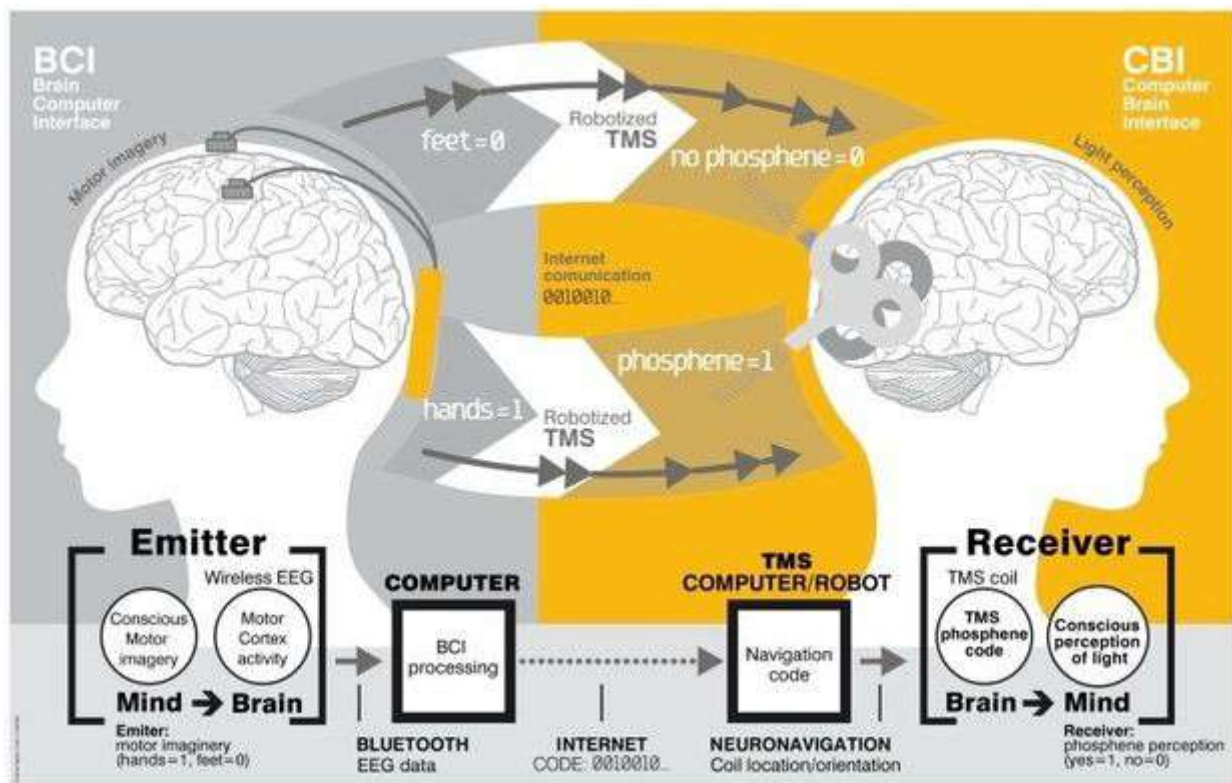 BCI
Brain
Computer
Interface
CBI
Computer
Brain
Interface
Motor imagery
Light perception
feet=0
Robotized
TMS
no phosphene=0
Internet
comunication
0010010...
phosphene=1
hands=1
Robotized
TMS
Emitter
Wireless EEG
Conscious
Motor
imagery
Motor
Cortex
activity
Mind → Brain
Emiter:
motor imaginery
(hands=1, feet=0)
COMPUTER
BCI
processing
BLUETOOTH
EEG data
INTERNET
CODE: 0010010...
TMS
COMPUTER/ROBOT
Navigation
code
NEURONAVIGATION
Coil location/orientation
Receiver
TMS coil
TMS
phosphene
code
Conscious
perception
of light
Brain → Mind
Receiver:
phosphene perception
(yes=1, no=0)